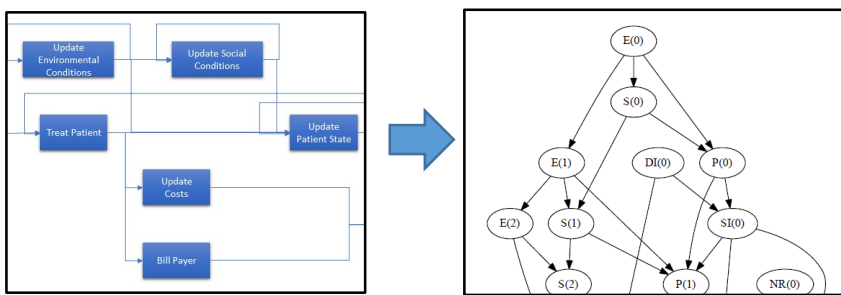 Update
Environmental
Conditions
Update Social
Conditions
Treat Patient
Update
Patient State
Update
Costs
Bill Payer
E(0)
S(0)
E(1)
DI(0)
P(0)
E(2)
S(1)
SI(0)
S(2)
P(1)
NR(0)